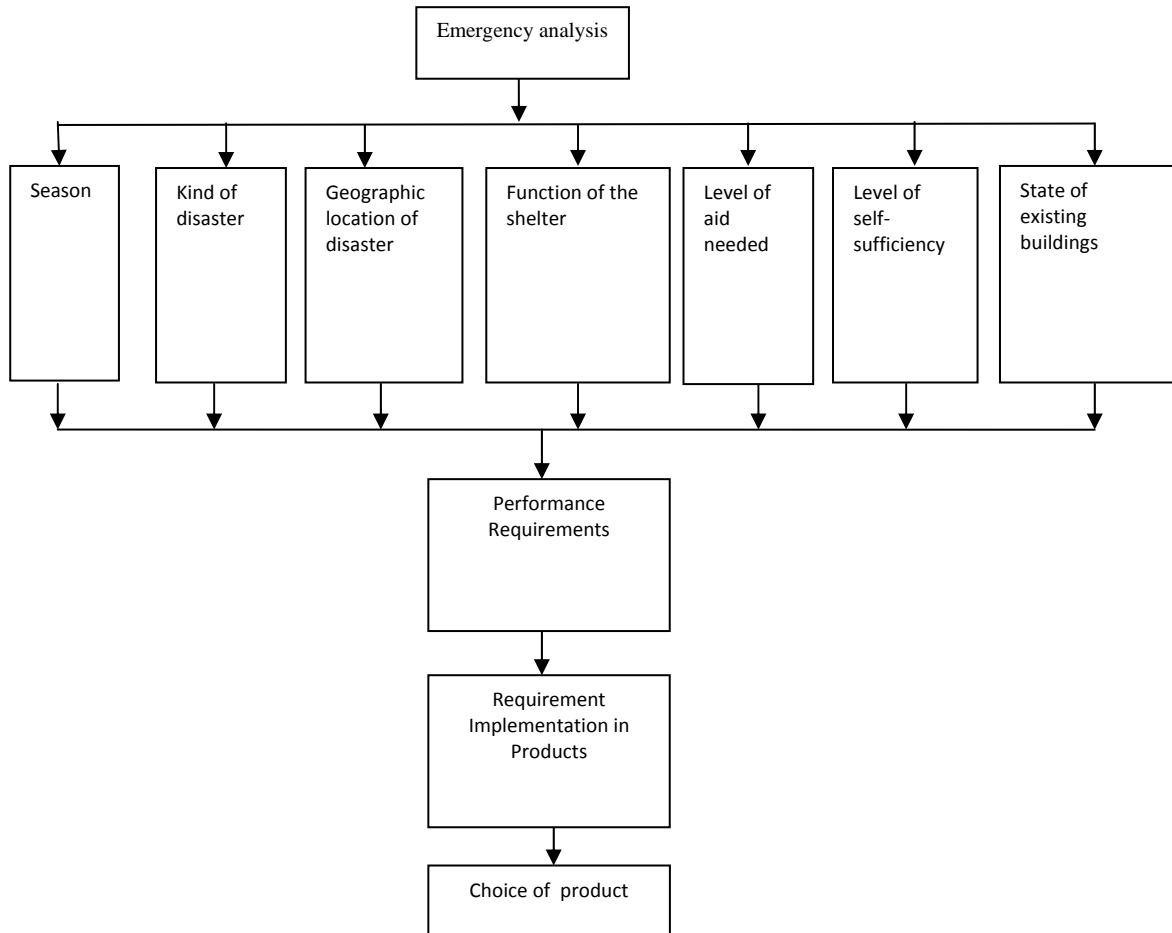 Emergency analysis
Season
Kind of
disaster
Geographic
location of
disaster
Function of the
shelter
Level of
aid
needed
Level of
self-
sufficiency
State of
existing
buildings
Performance
Requirements
Requirement
Implementation in
Products
Choice of  product